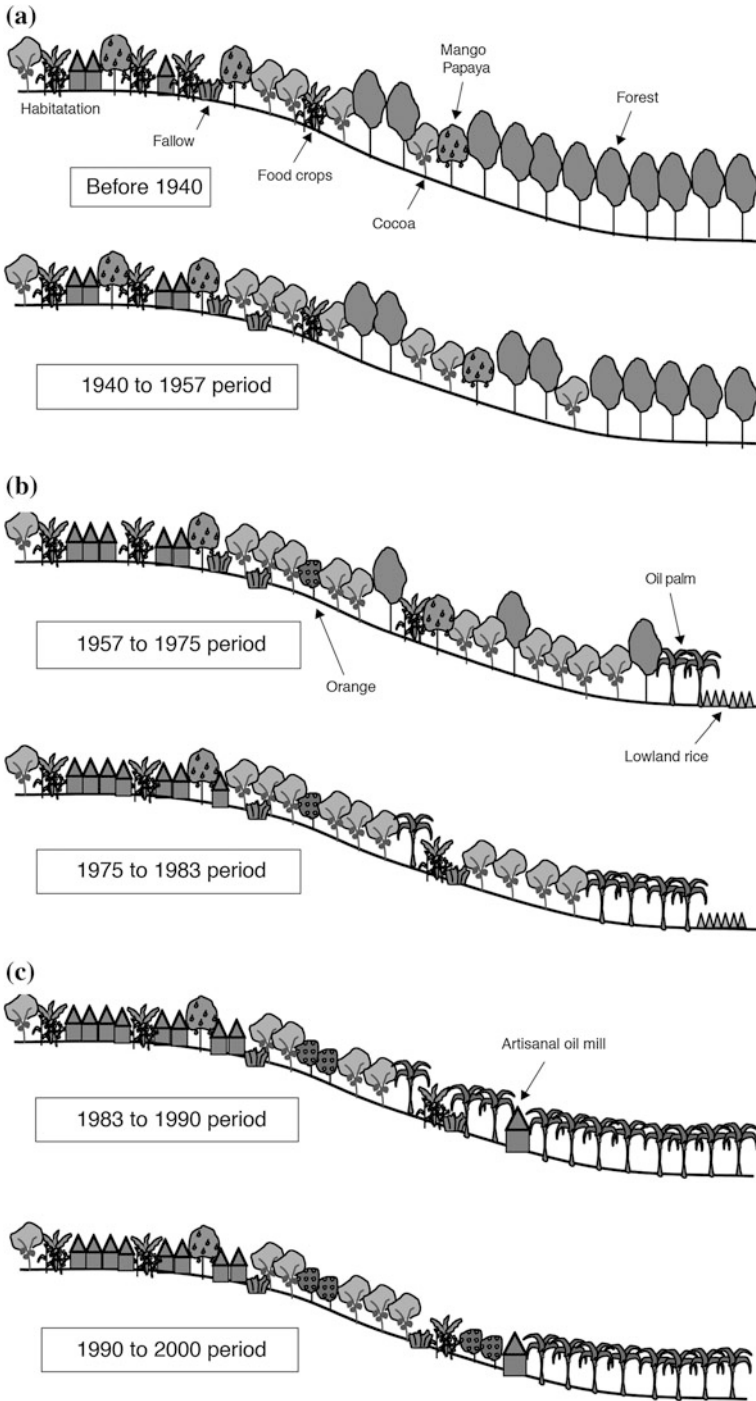 (a)
Mango
Papaya
Forest
Habitatation
Fallow
Food crops
Before 1940
Cocoa
1940 to 1957 period
(b)
Oil palm
1957 to 1975 period
Orange
Lowland rice
1975 to 1983 period
(c)
Artisanal oil mill
1983 to 1990 period
1990 to 2000 period